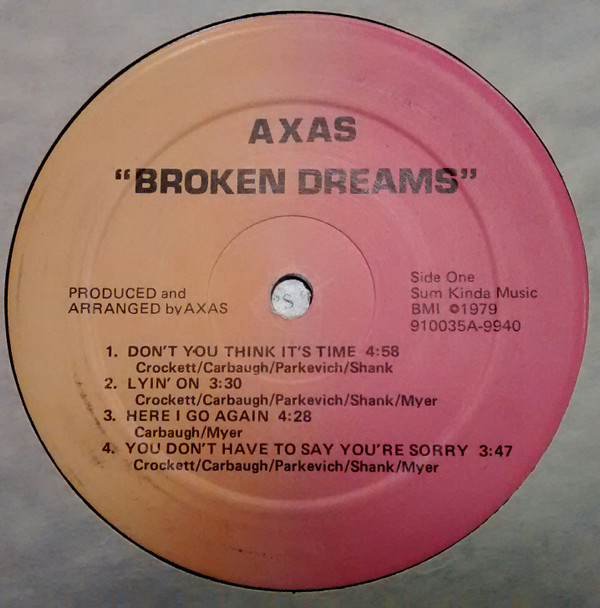 AXAS
"BROKEN DREAMS"
PRODUCED and
ARRANGED by AXAS
Side One
Sum Kinda Music
BMI ©1979
910035A-9940
1. DON'T YOU THINK IT'S TIME 4:58
Crockett/Carbaugh/Parkevich/Shank
2. LYIN' ON 3:30
Crockett/Carbaugh/Parkevich/Shank/Myer
3. HERE I GO AGAIN 4:28
Carbaugh/Myer
4. YOU DON'T HAVE TO SAY YOU'RE SORRY 3:47
Crockett/Carbaugh/Parkevich/Shank/Myer